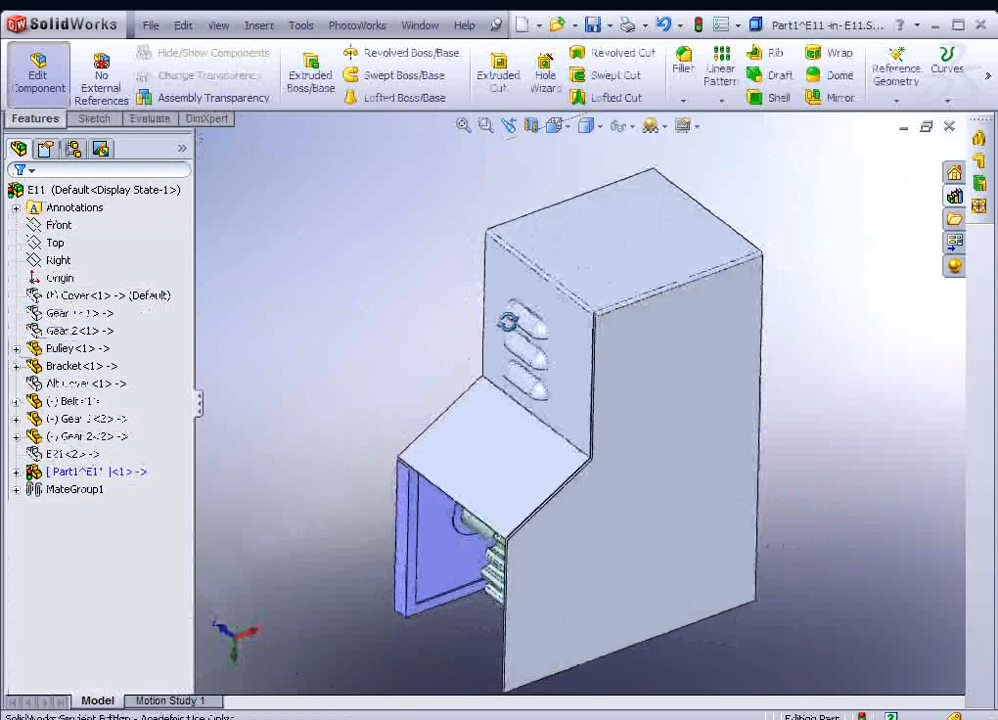 SolidWorks File Edit View Insert Tools PhotoWorks Window Help Part1^E11 -in-E11.S... ?
Edit Component
No External References
Hide/Show Components
Change Transparency
Assembly Transparency
Extruded Boss/Base
Revolved Boss/Base
Swept Boss/Base
Lofted Boss/Base
Extruded Cut
Hole Wizard
Revolved Cut
Swept Cut
Lofted Cut
Fillet
Linear Pattern
Rib
Draft
Shell
Wrap
Dome
Mirror
Reference Geometry
Curves
Features Sketch Evaluate DimXpert
E11 (Default<Display State-1>)
Annotations
Front
Top
Right
Origin
(f) Cover<1> -> (Default)
Pulley<1> ->
Bracket<1> ->
MateGroup1
Model Motion Study 1
Editing Part